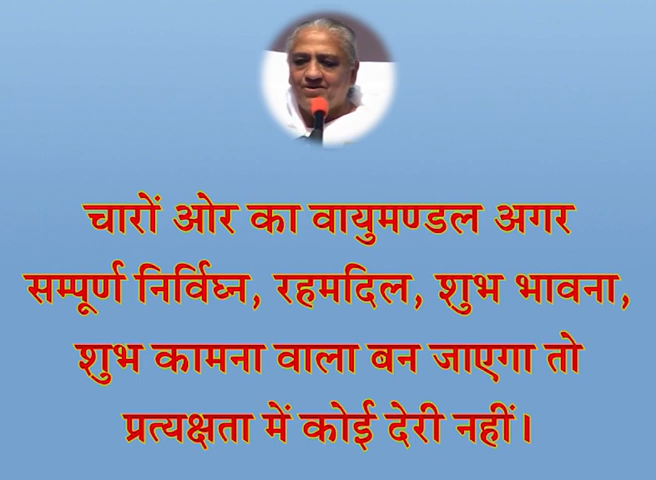 चारों ओर का वायुमण्डल अगर
सम्पूर्ण निर्विघ्न, रहमदिल, शुभ भावना,
शुभ कामना वाला बन जाएगा तो
प्रत्यक्षता में कोई देरी नहीं।